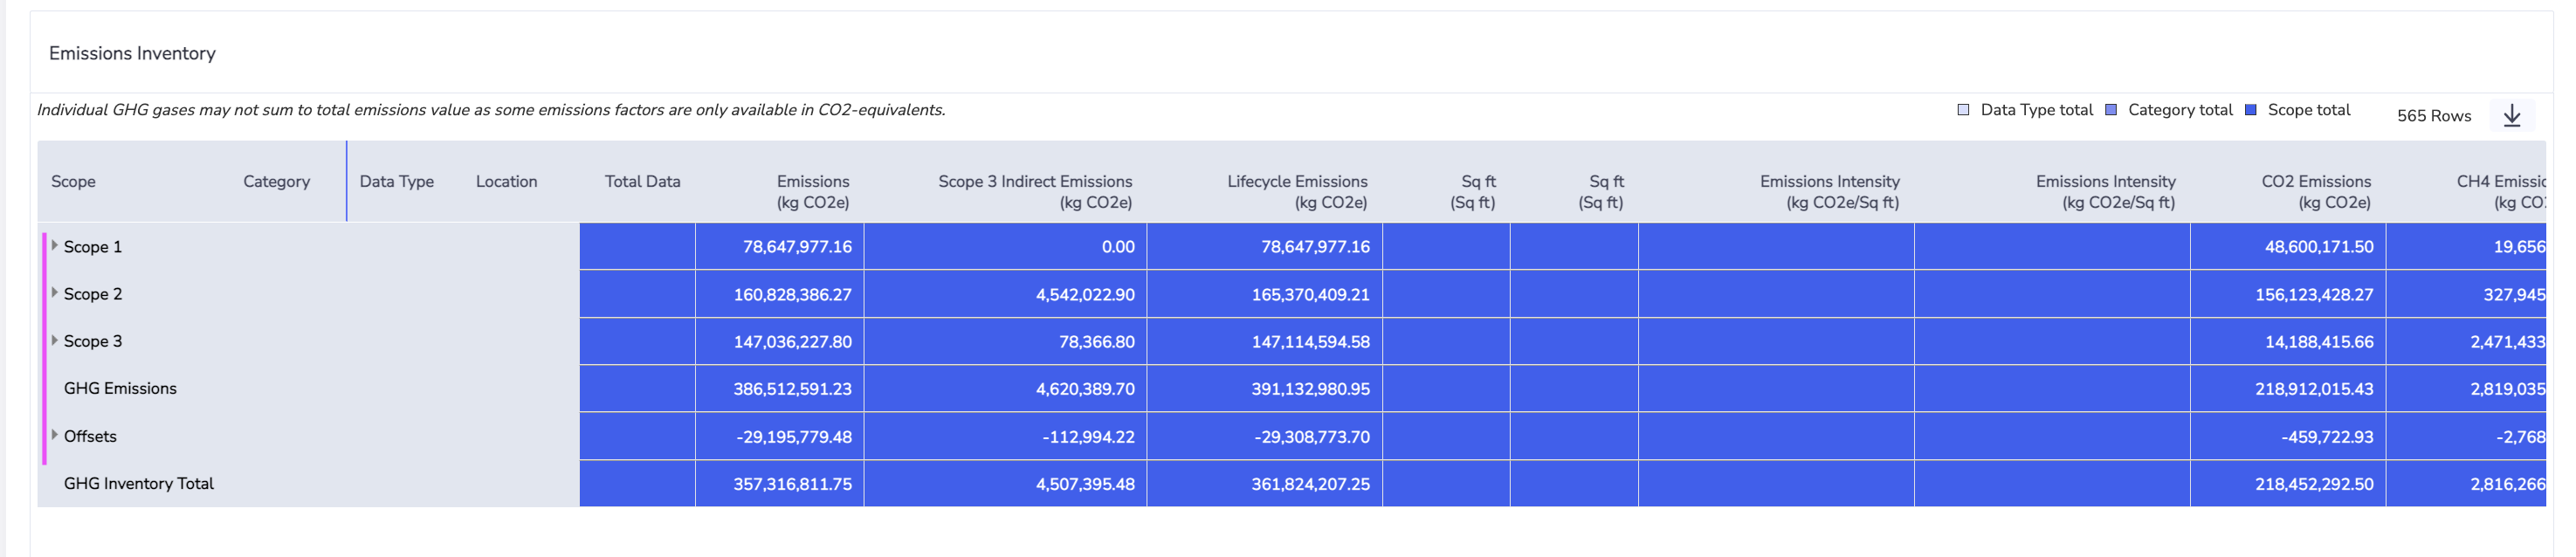 Emissions Inventory
Individual GHG gases may not sum to total emissions value as some emissions factors are only available in CO2-equivalents.
Data Type total Category total Scope total 565 Rows
Scope Category Data Type Location Total Data Emissions Scope 3 Indirect Emissions Lifecycle Emissions Sq ft Sq ft Emissions Intensity Emissions Intensity CO2 Emissions CH4 Emissic
(kg CO2e) (kg CO2e) (kg CO2e) (Sq ft) (Sq ft) (kg CO2e/Sq ft) (kg CO2e/Sq ft) (kg CO2e) (kg CO
Scope 1 78,647,977.16 0.00 78,647,977.16 48,600,171.50 19,656
Scope 2 160,828,386.27 4,542,022.90 165,370,409.21 156,123,428.27 327,945
Scope 3 147,036,227.80 78,366.80 147,114,594.58 14,188,415.66 2,471,433
GHG Emissions 386,512,591.23 4,620,389.70 391,132,980.95 218,912,015.43 2,819,035
Offsets -29,195,779.48 -112,994.22 -29,308,773.70 -459,722.93 -2,768
GHG Inventory Total 357,316,811.75 4,507,395.48 361,824,207.25 218,452,292.50 2,816,266